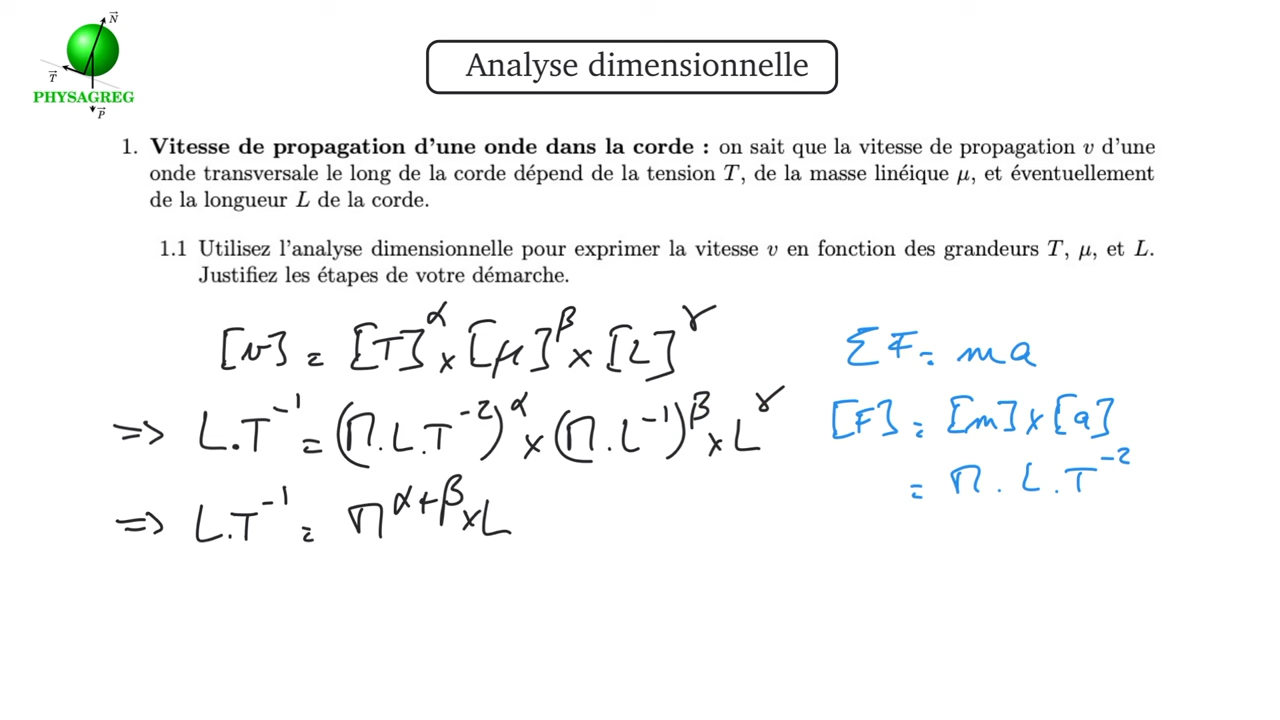 N⃗
T⃗
PHYSAGREG
P⃗
Analyse dimensionnelle
1. Vitesse de propagation d'une onde dans la corde : on sait que la vitesse de propagation v d'une
onde transversale le long de la corde dépend de la tension T, de la masse linéique μ, et éventuellement
de la longueur L de la corde.
1.1 Utilisez l'analyse dimensionnelle pour exprimer la vitesse v en fonction des grandeurs T, μ, et L.
Justifiez les étapes de votre démarche.
[v] = [T]^α × [μ]^β × [L]^γ
=> L.T^-1 = (M.L.T^-2)^α × (M.L^-1)^β × L^γ
=> L.T^-1 = M^α+β × L
ΣF = ma
[F] = [m] × [a]
= M.L.T^-2